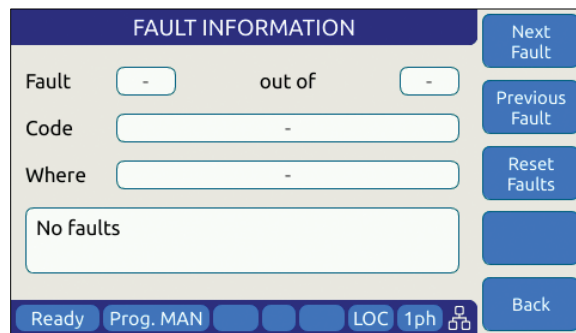 FAULT INFORMATION
Fault - out of -
Code -
Where -
No faults
Next
Fault
Previous
Fault
Reset
Faults
Back
Ready Prog. MAN LOC 1ph